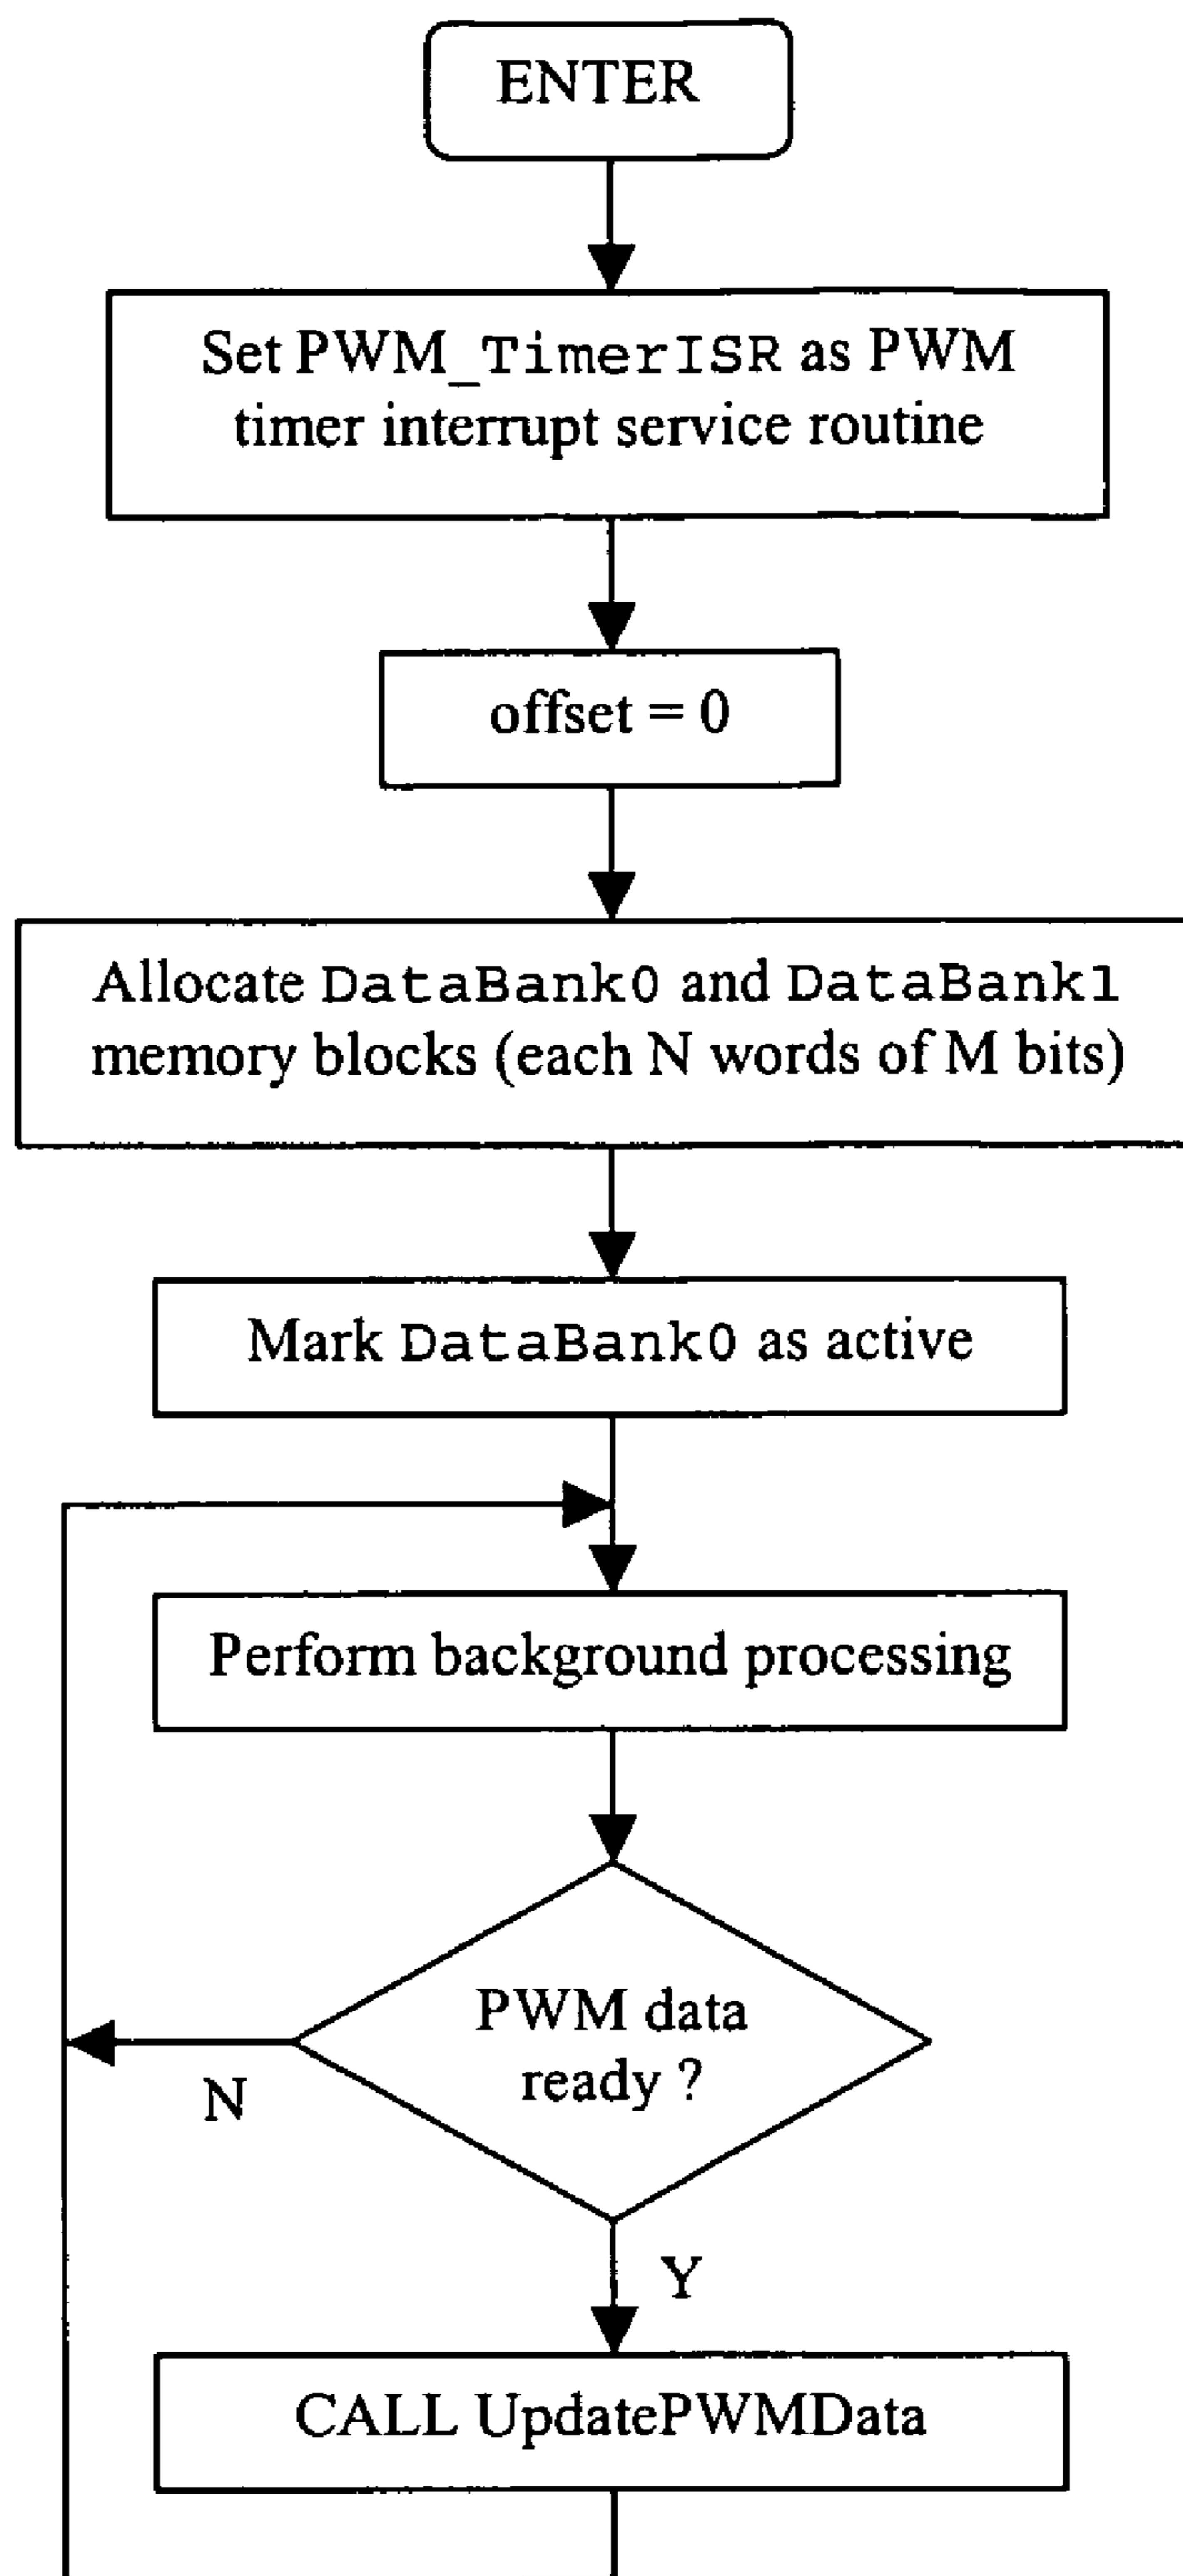 ENTER
Set PWM_TimerISR as PWM
timer interrupt service routine
offset = 0
Allocate DataBank0 and DataBank1
memory blocks (each N words of M bits)
Mark DataBank0 as active
Perform background processing
PWM data
ready ?
N
Y
CALL UpdatePWMData